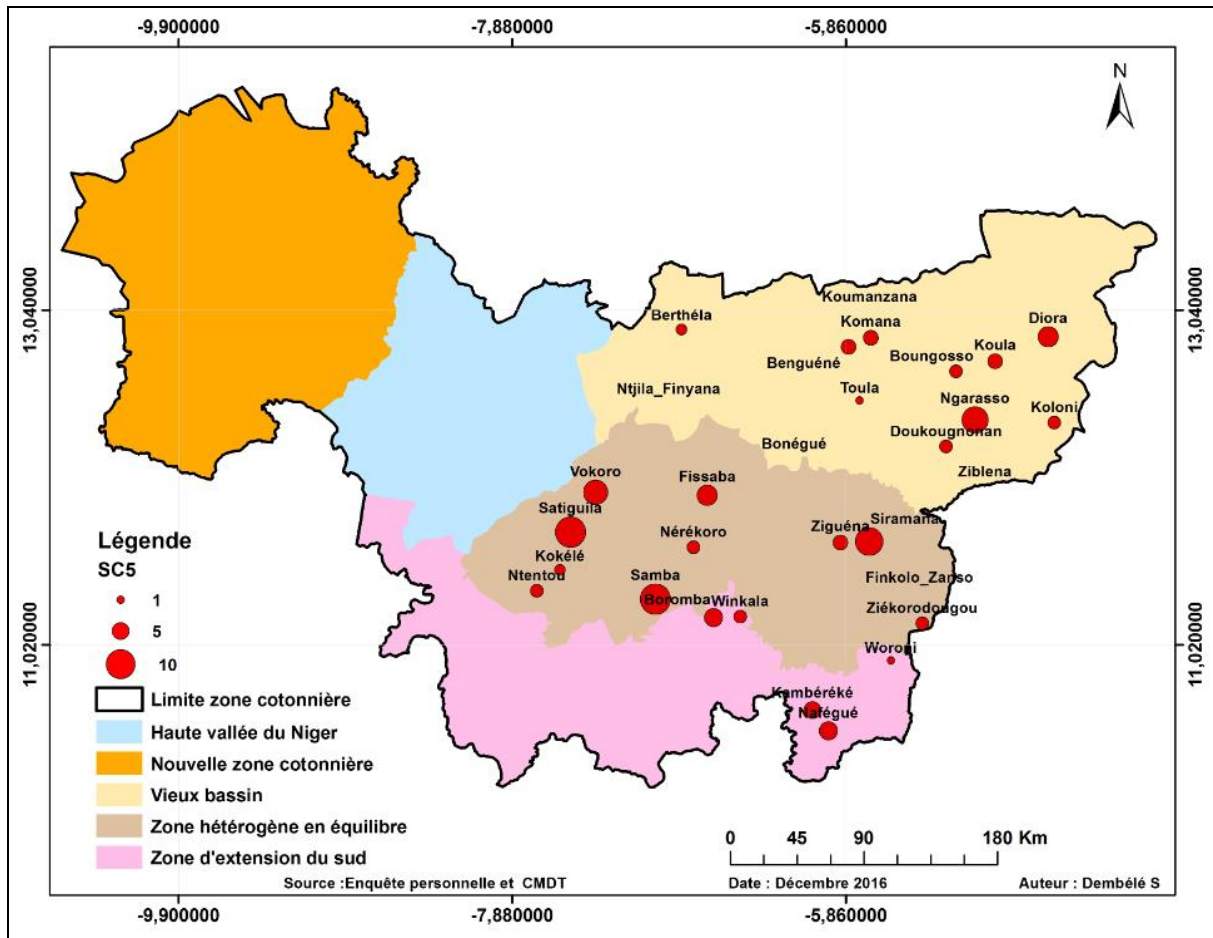 -9,900000 -7,880000 -5,860000
N
13,040000
13,040000
Koumanzana
Berthéla
Komana
Diora
Benguéné
Boungosso
Koula
Ntjila_Finyana
Toula
Ngarasso
Koloni
Bonégué
Doukougnonan
Ziblena
Vokoro
Fissaba
Satiguila
Ziguéna
Siramana
Nérékoro
Kokélé
Ntentou
Samba
Finkolo_Zanso
Boromba
Winkala
Ziékorodougou
11,020000
11,020000
Woroni
Kambéréké
Nafégué
Légende
SC5
1
5
10
Limite zone cotonnière
Haute vallée du Niger
Nouvelle zone cotonnière
Vieux bassin
Zone hétérogène en équilibre
Zone d'extension du sud
0 45 90 180 Km
Source :Enquête personnelle et CMDT Date : Décembre 2016 Auteur : Dembélé S
-9,900000 -7,880000 -5,860000